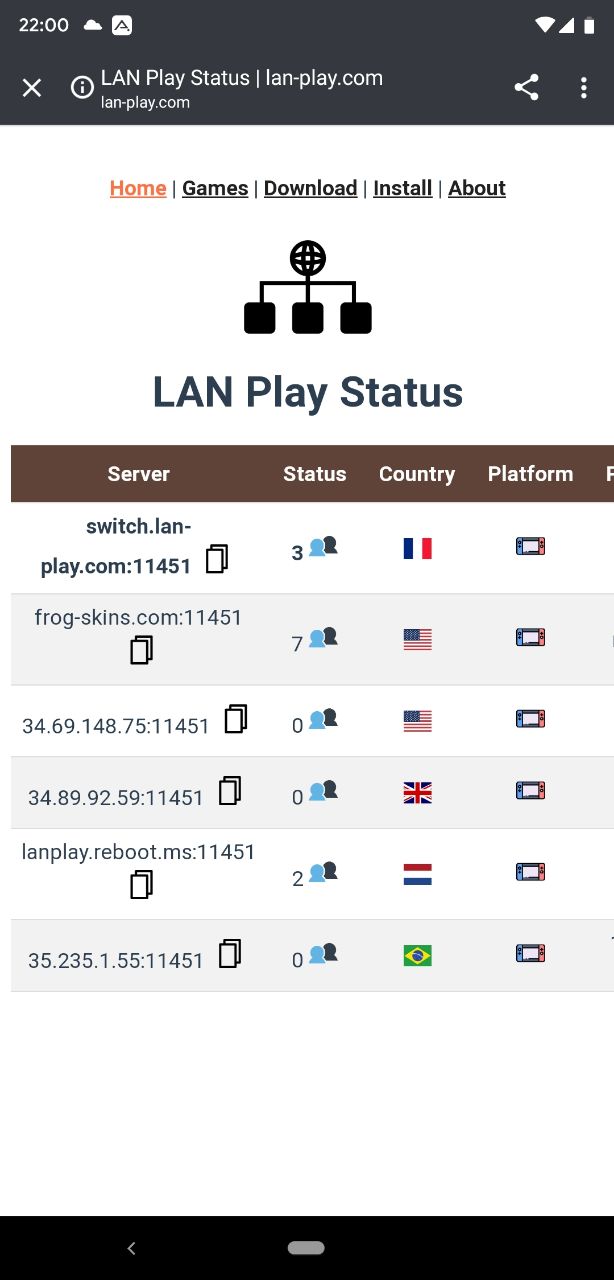 22:00
LAN Play Status | lan-play.com
lan-play.com
Home | Games | Download | Install | About
LAN Play Status
Server Status Country Platform
switch.lan-
play.com:11451 3
frog-skins.com:11451
7
34.69.148.75:11451 0
34.89.92.59:11451 0
lanplay.reboot.ms:11451
2
35.235.1.55:11451 0